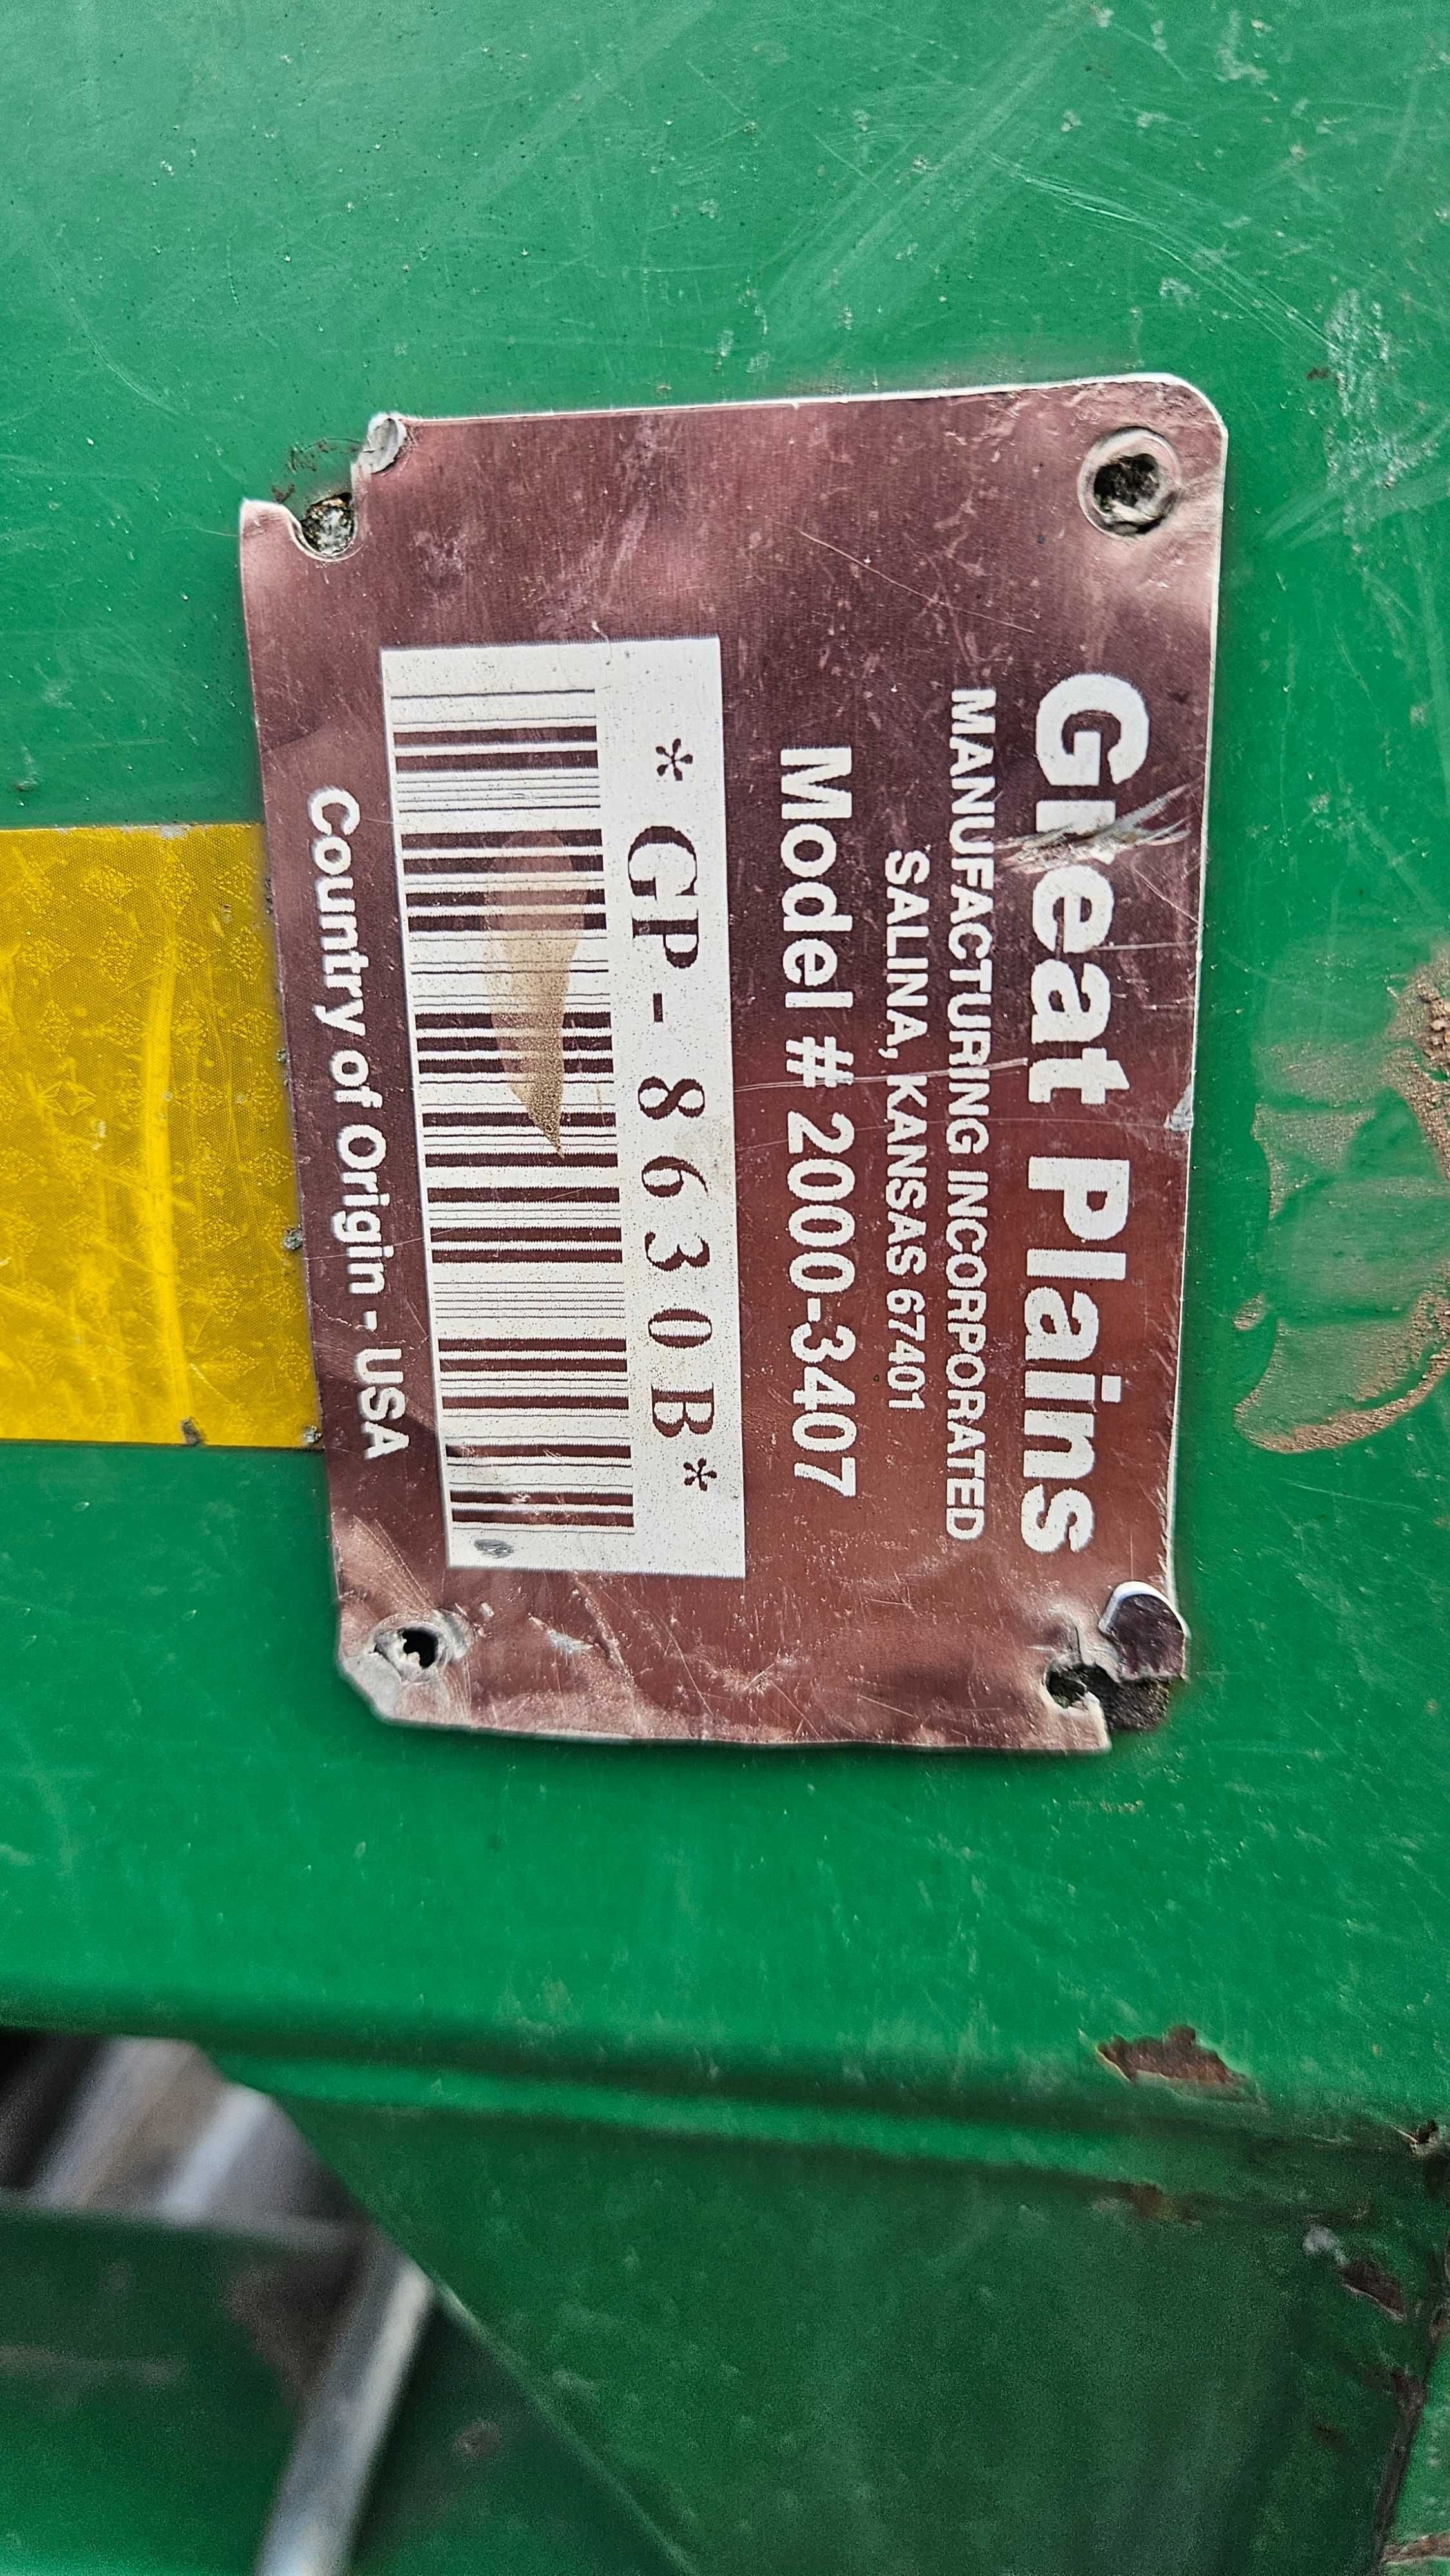 Great Plains
MANUFACTURING INCORPORATED
SALINA, KANSAS 67401
Model # 2000-3407
*GP-8630B*
Country of Origin - USA